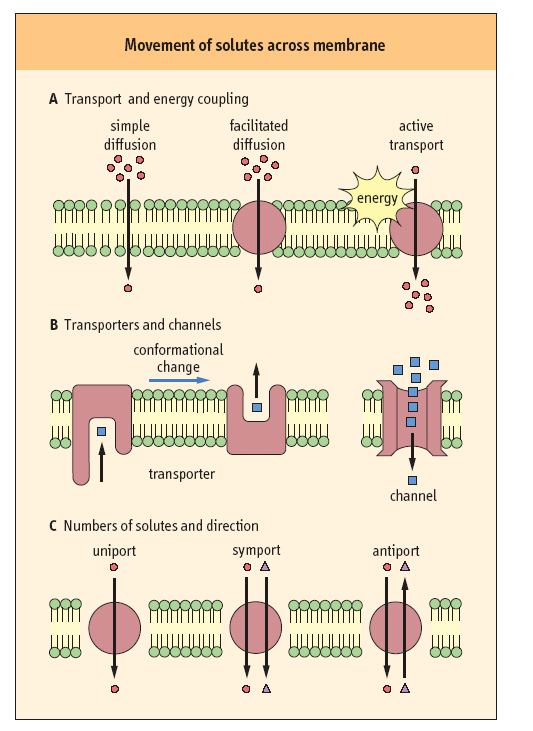 Movement of solutes across membrane
A Transport and energy coupling
simple
diffusion
facilitated
diffusion
active
transport
energy
B Transporters and channels
conformational
change
transporter
channel
C Numbers of solutes and direction
uniport
symport
antiport